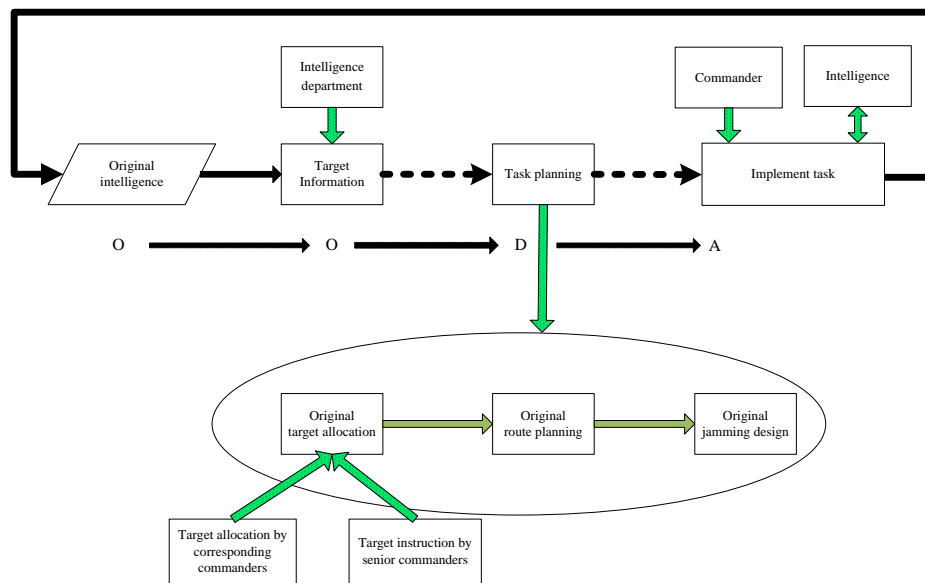 Intelligence
department
Commander
Intelligence
Original
intelligence
Target
Information
Task planning
Implement task
O
O
D
A
Original
target allocation
Original
route planning
Original
jamming design
Target allocation by
corresponding
commanders
Target instruction by
senior commanders